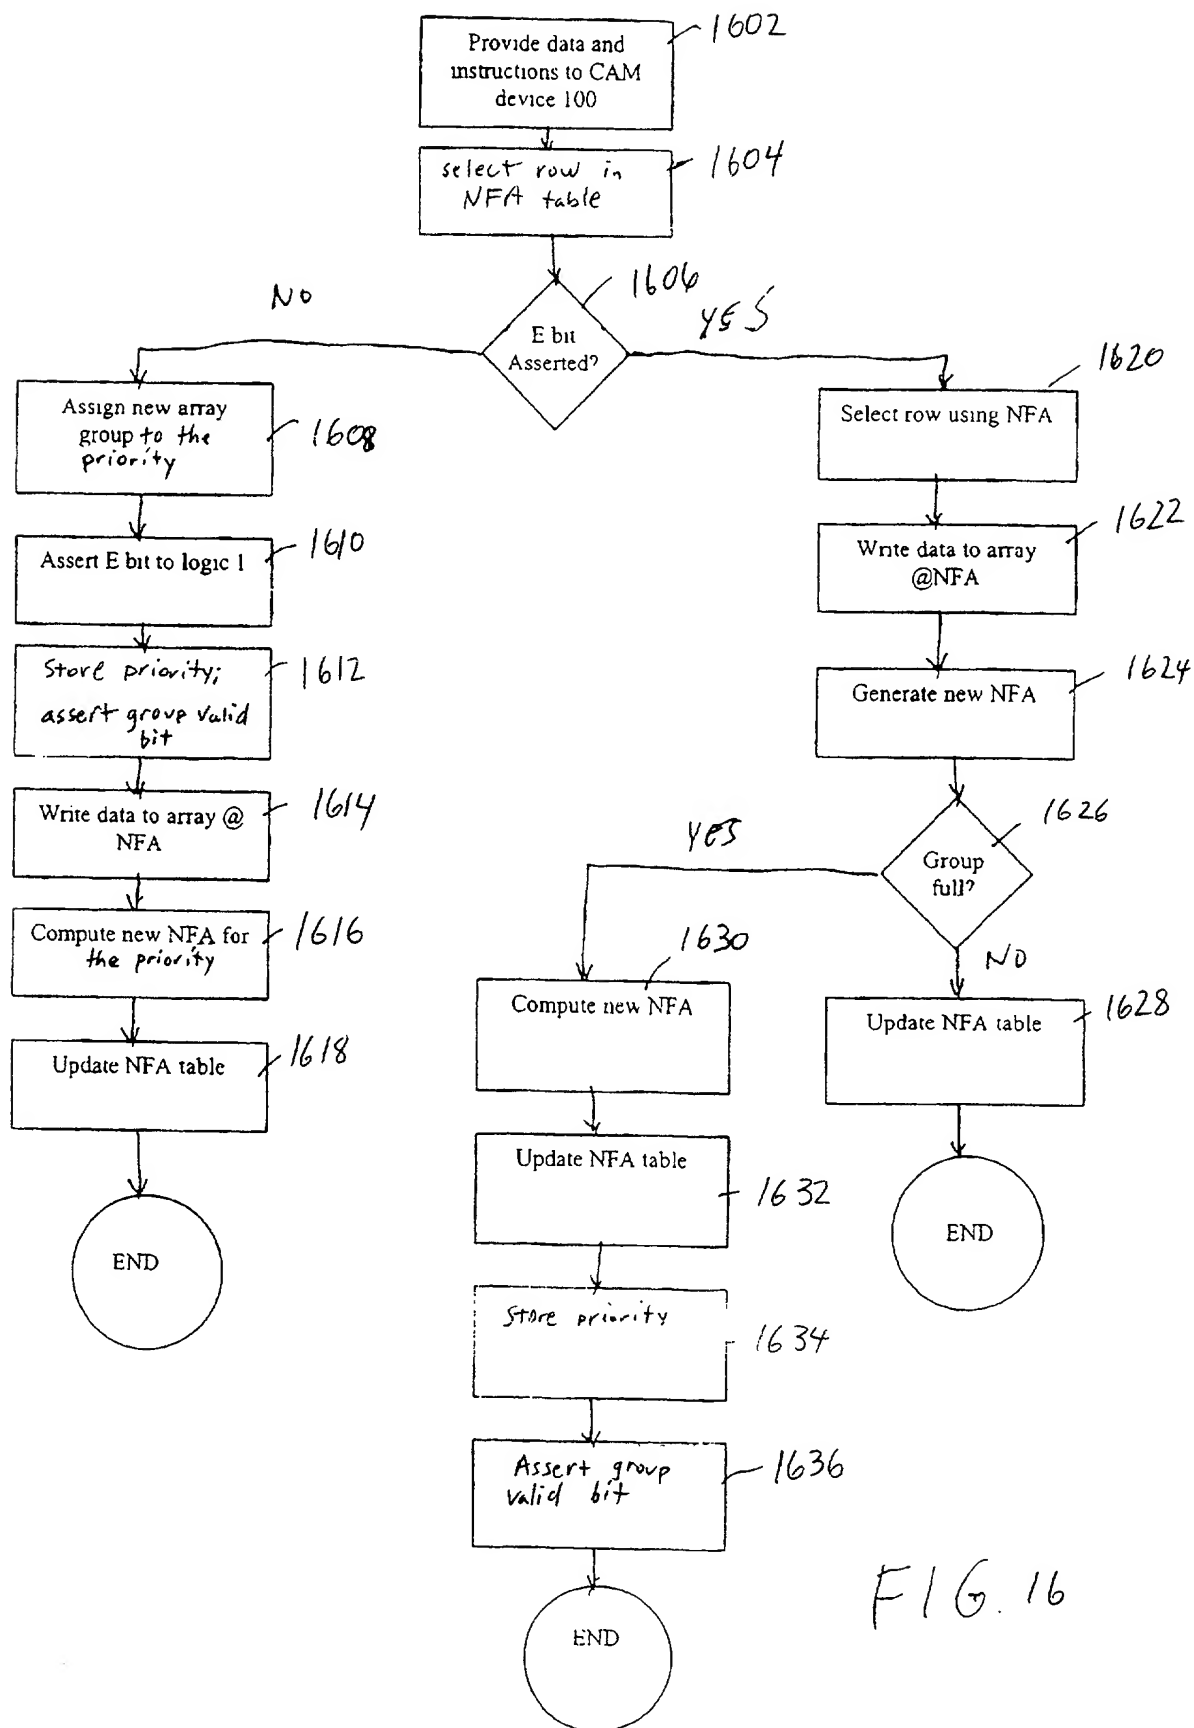 Provide data and
instructions to CAM
device 100
1602
select row in
NFA table
1604
E bit
Asserted?
1606
NO
YES
Assign new array
group to the
priority
1608
Assert E bit to logic 1
1610
Store priority;
assert group valid
bit
1612
Write data to array @
NFA
1614
Compute new NFA for
the priority
1616
Update NFA table
1618
END
Select row using NFA
1620
Write data to array
@NFA
1622
Generate new NFA
1624
Group
full?
1626
YES
NO
Update NFA table
1628
END
Compute new NFA
1630
Update NFA table
1632
Store priority
1634
Assert group
valid bit
1636
END
FIG. 16